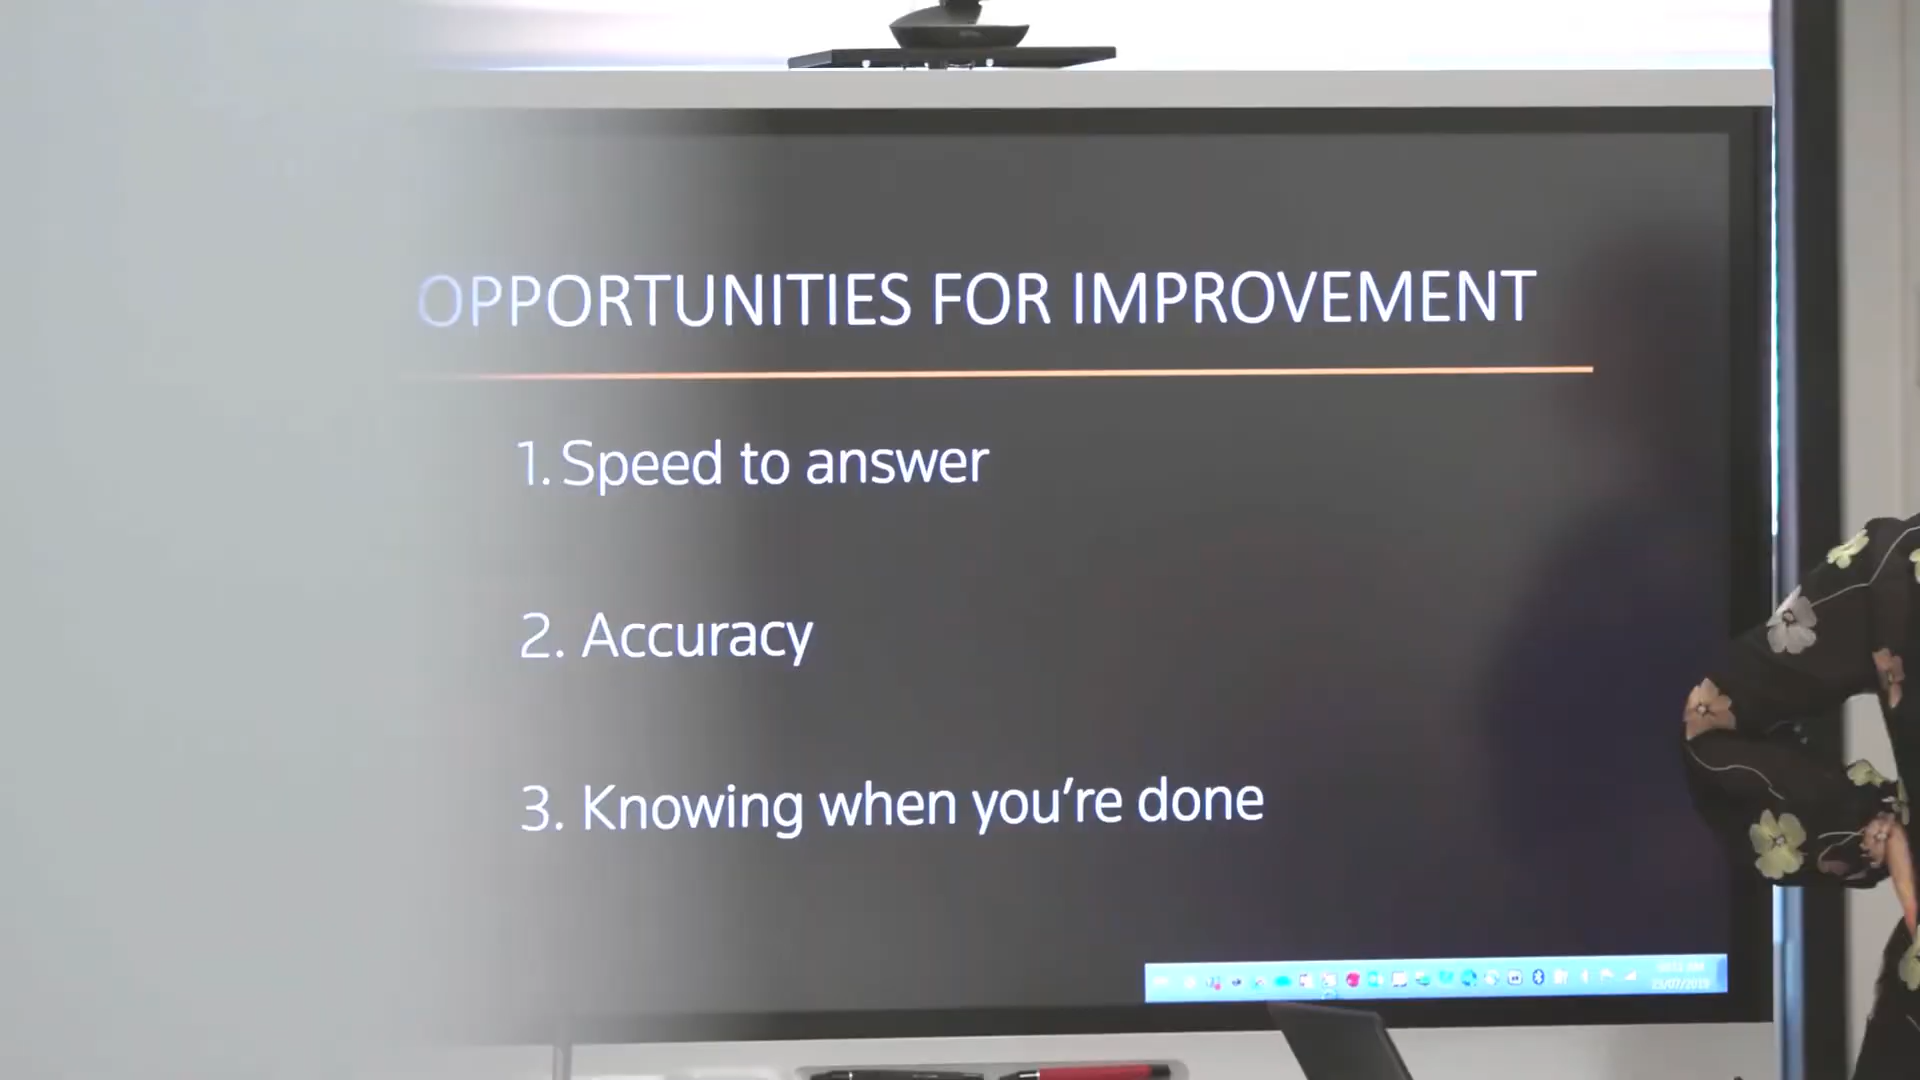 OPPORTUNITIES FOR IMPROVEMENT
1. Speed to answer
2. Accuracy
3. Knowing when you're done